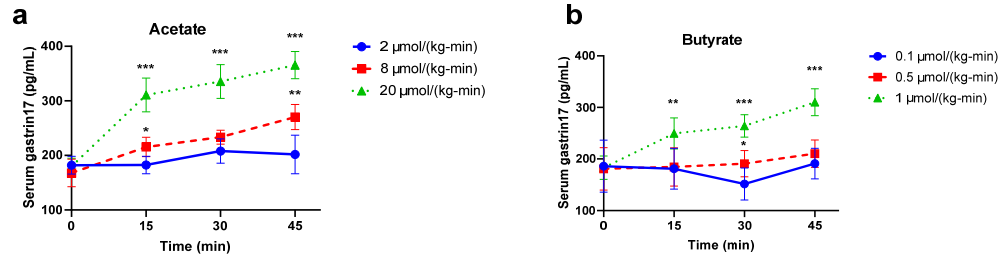 a
Acetate
Serum gastrin17 (pg/mL)
400
300
200
100
0
15
30
45
Time (min)
***
***
***
*
**
2 µmol/(kg-min)
8 µmol/(kg-min)
20 µmol/(kg-min)
b
Butyrate
Serum gastrin17 (pg/mL)
400
300
200
100
0
15
30
45
Time (min)
**
***
***
*
0.1 µmol/(kg-min)
0.5 µmol/(kg-min)
1 µmol/(kg-min)